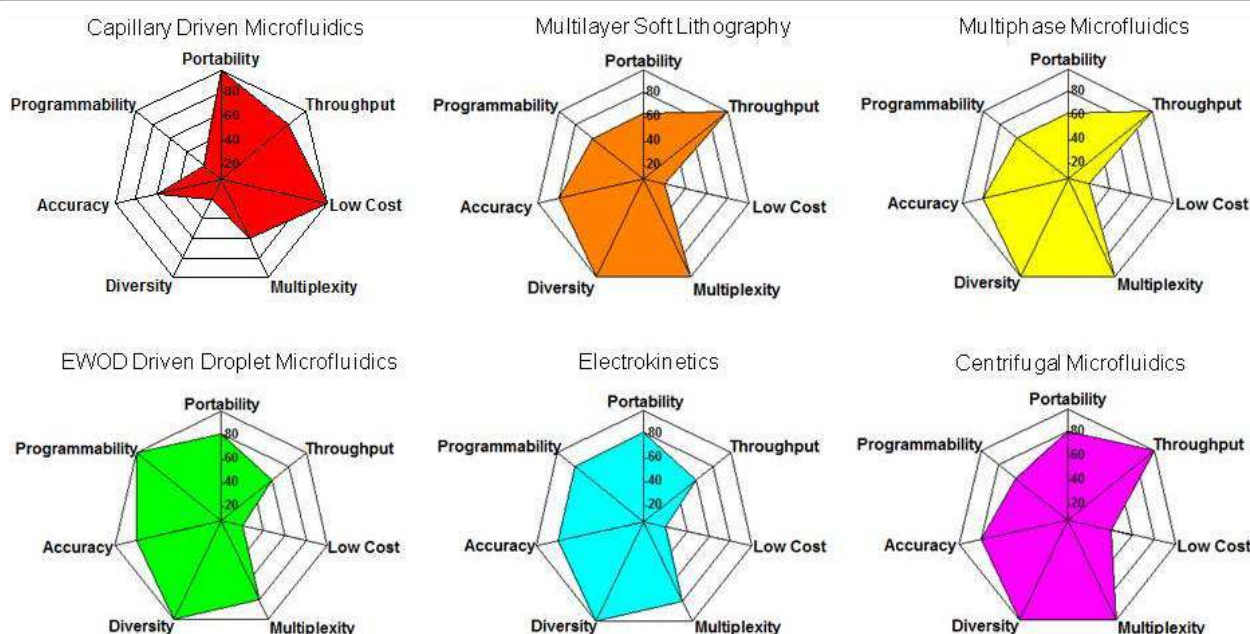 Capillary Driven Microfluidics
Portability
Programmability
Throughput
80
60
40
20
Accuracy
Low Cost
Diversity
Multiplexity
Multilayer Soft Lithography
Portability
Programmability
Throughput
80
60
40
20
Accuracy
Low Cost
Diversity
Multiplexity
Multiphase Microfluidics
Portability
Programmability
Throughput
80
60
40
20
Accuracy
Low Cost
Diversity
Multiplexity
EWOD Driven Droplet Microfluidics
Portability
Programmability
Throughput
80
60
40
20
Accuracy
Low Cost
Diversity
Multiplexity
Electrokinetics
Portability
Programmability
Throughput
80
60
40
20
Accuracy
Low Cost
Diversity
Multiplexity
Centrifugal Microfluidics
Portability
Programmability
Throughput
80
60
40
20
Accuracy
Low Cost
Diversity
Multiplexity